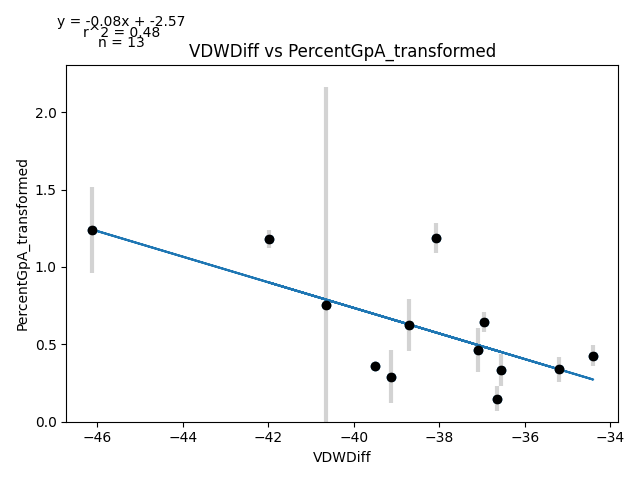 y = -0.08x + -2.57
r^2 = 0.48
n = 13
VDWDiff vs PercentGpA_transformed
PercentGpA_transformed
2.0
1.5
1.0
0.5
0.0
−46
−44
−42
−40
−38
−36
−34
VDWDiff